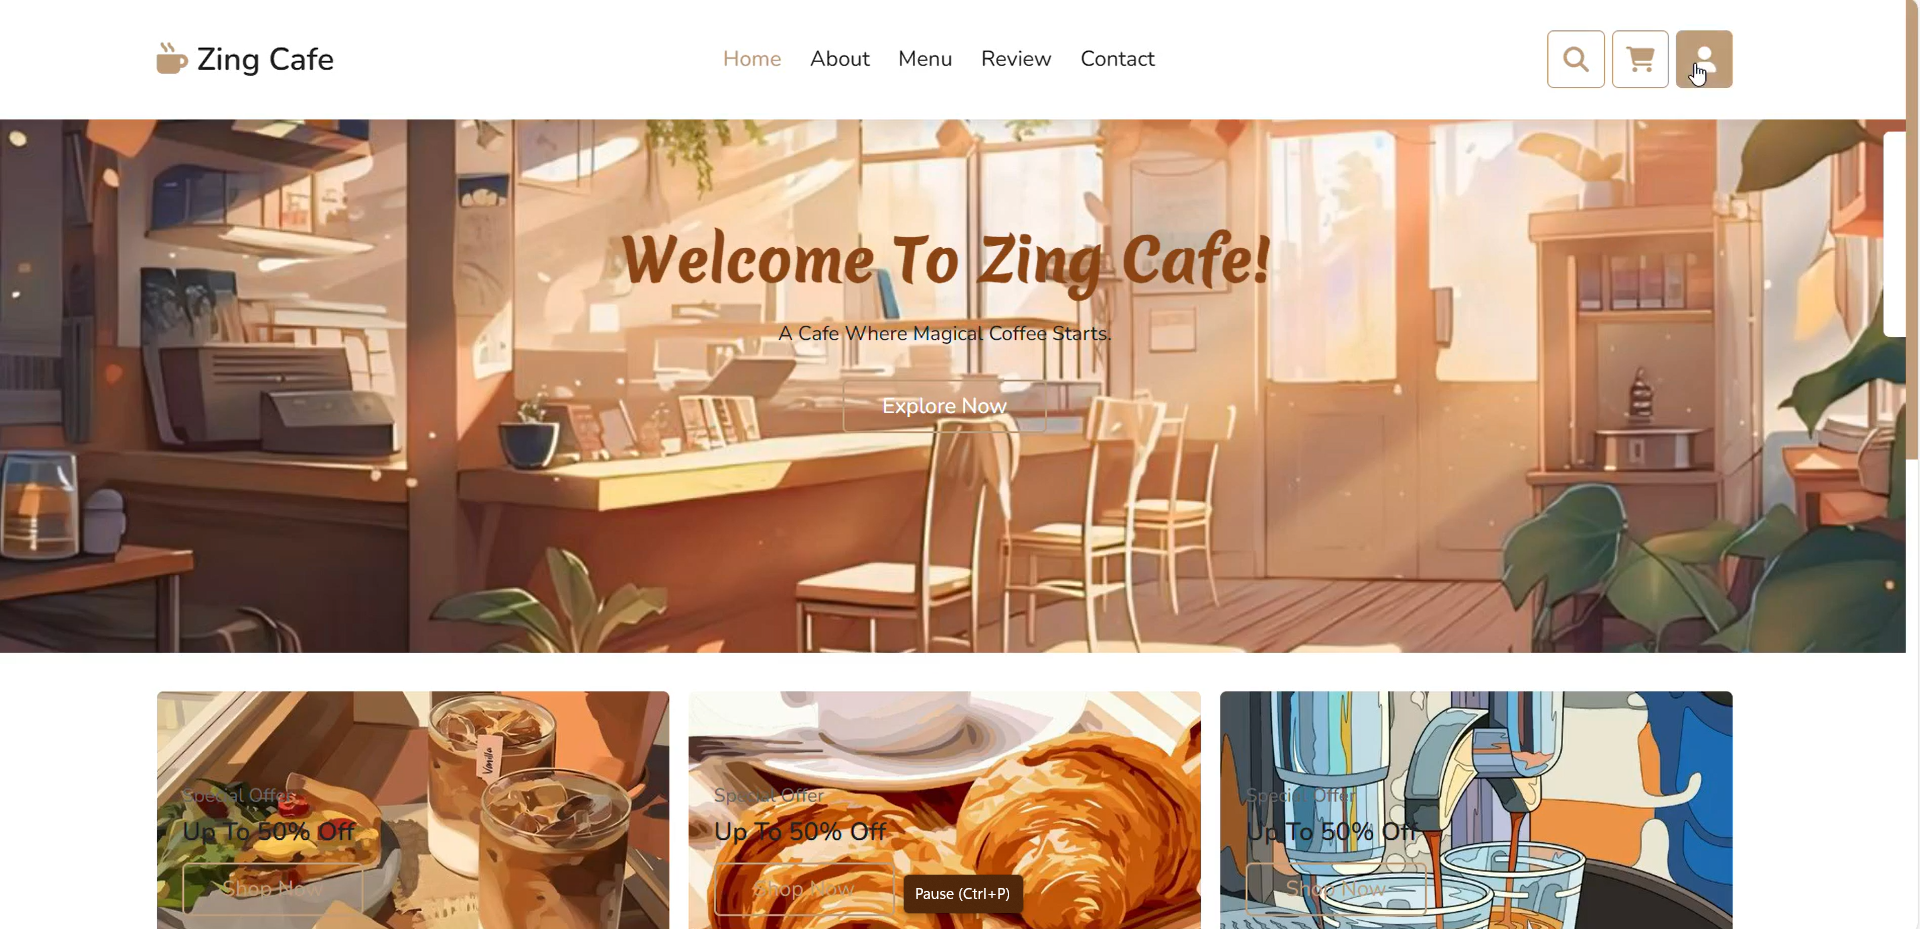 Zing Cafe
Home About Menu Review Contact
Welcome To Zing Cafe!
A Cafe Where Magical Coffee Starts.
Explore Now
Vanilla
Special Offer
Up To 50% Off
Shop Now
Special Offer
Up To 50% Off
Shop Now
Special Offer
Up To 50% Off
Shop Now
Pause (Ctrl+P)